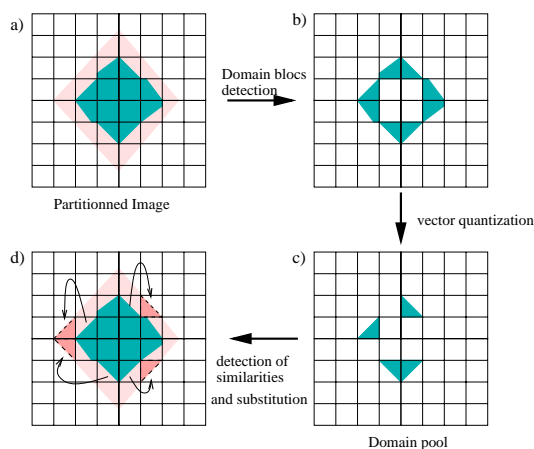 a)
b)
Domain blocs
detection
Partitionned Image
vector quantization
d)
c)
detection of
similarities
and substitution
Domain pool